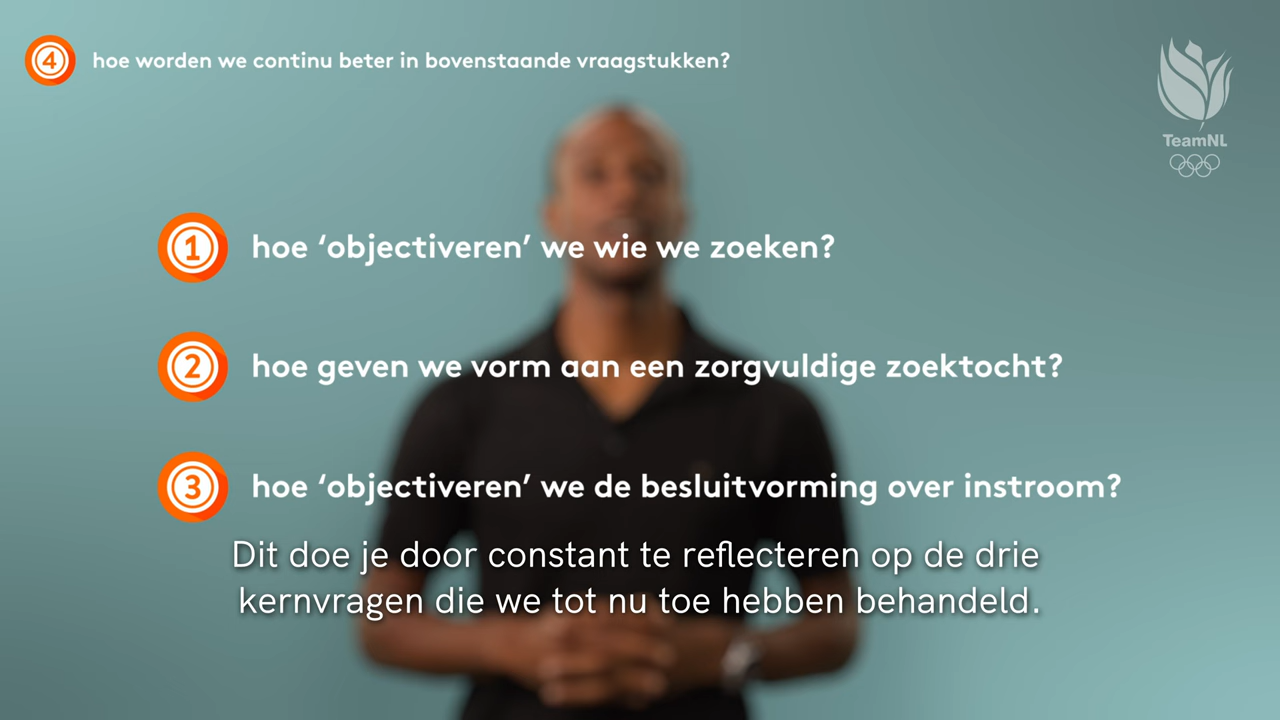 4 hoe worden we continu beter in bovenstaande vraagstukken?
TeamNL
1 hoe ‘objectiveren’ we wie we zoeken?
2 hoe geven we vorm aan een zorgvuldige zoektocht?
3 hoe ‘objectiveren’ we de besluitvorming over instroom?
Dit doe je door constant te reflecteren op de drie
kernvragen die we tot nu toe hebben behandeld.